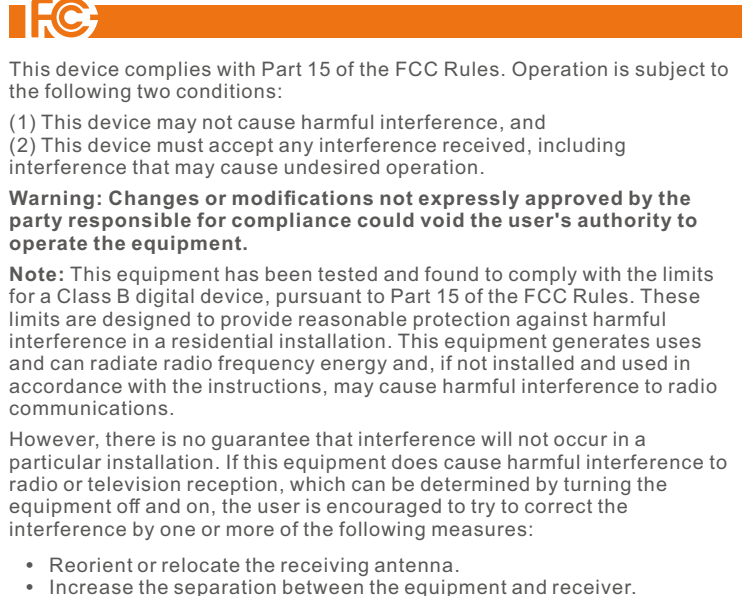 FC
This device complies with Part 15 of the FCC Rules. Operation is subject to
the following two conditions:
(1) This device may not cause harmful interference, and
(2) This device must accept any interference received, including
interference that may cause undesired operation.
Warning: Changes or modifications not expressly approved by the
party responsible for compliance could void the user's authority to
operate the equipment.
Note: This equipment has been tested and found to comply with the limits
for a Class B digital device, pursuant to Part 15 of the FCC Rules. These
limits are designed to provide reasonable protection against harmful
interference in a residential installation. This equipment generates uses
and can radiate radio frequency energy and, if not installed and used in
accordance with the instructions, may cause harmful interference to radio
communications.
However, there is no guarantee that interference will not occur in a
particular installation. If this equipment does cause harmful interference to
radio or television reception, which can be determined by turning the
equipment off and on, the user is encouraged to try to correct the
interference by one or more of the following measures:
• Reorient or relocate the receiving antenna.
• Increase the separation between the equipment and receiver.